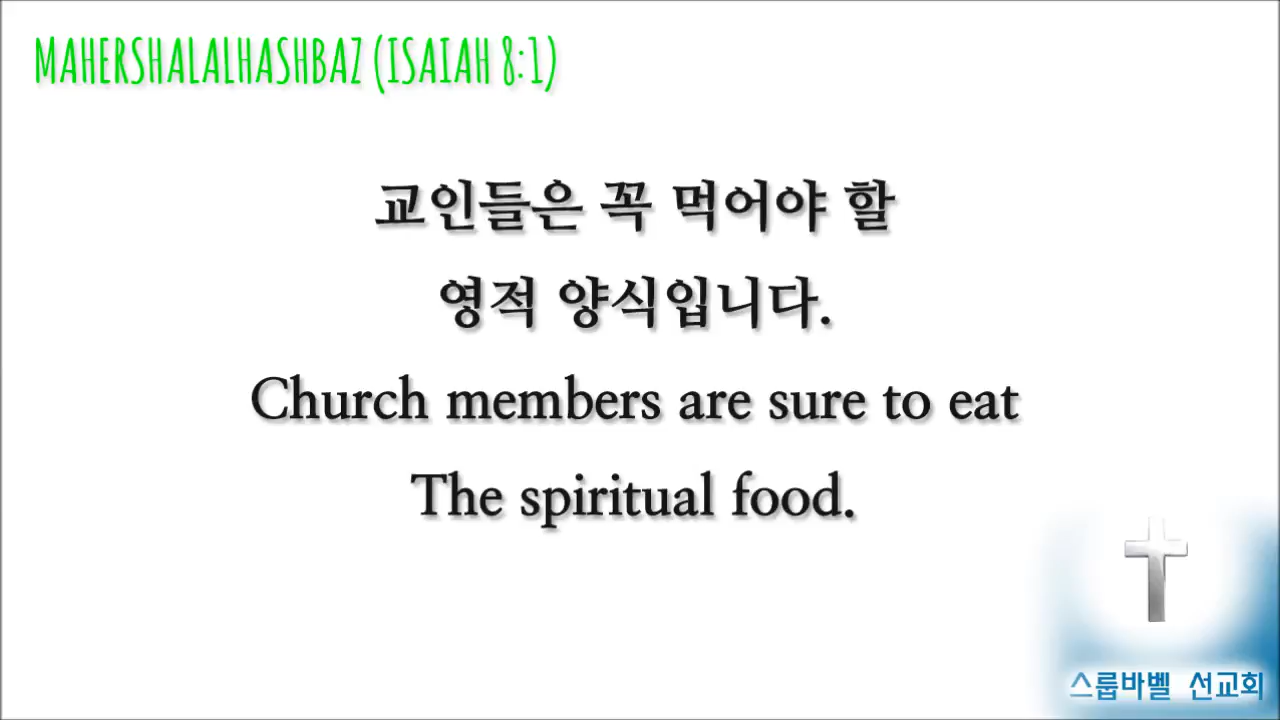 MAHERSHALALHASHBAZ (ISAIAH 8:1)
교인들은 꼭 먹어야 할
영적 양식입니다.
Church members are sure to eat
The spiritual food.
스룹바벨 선교회